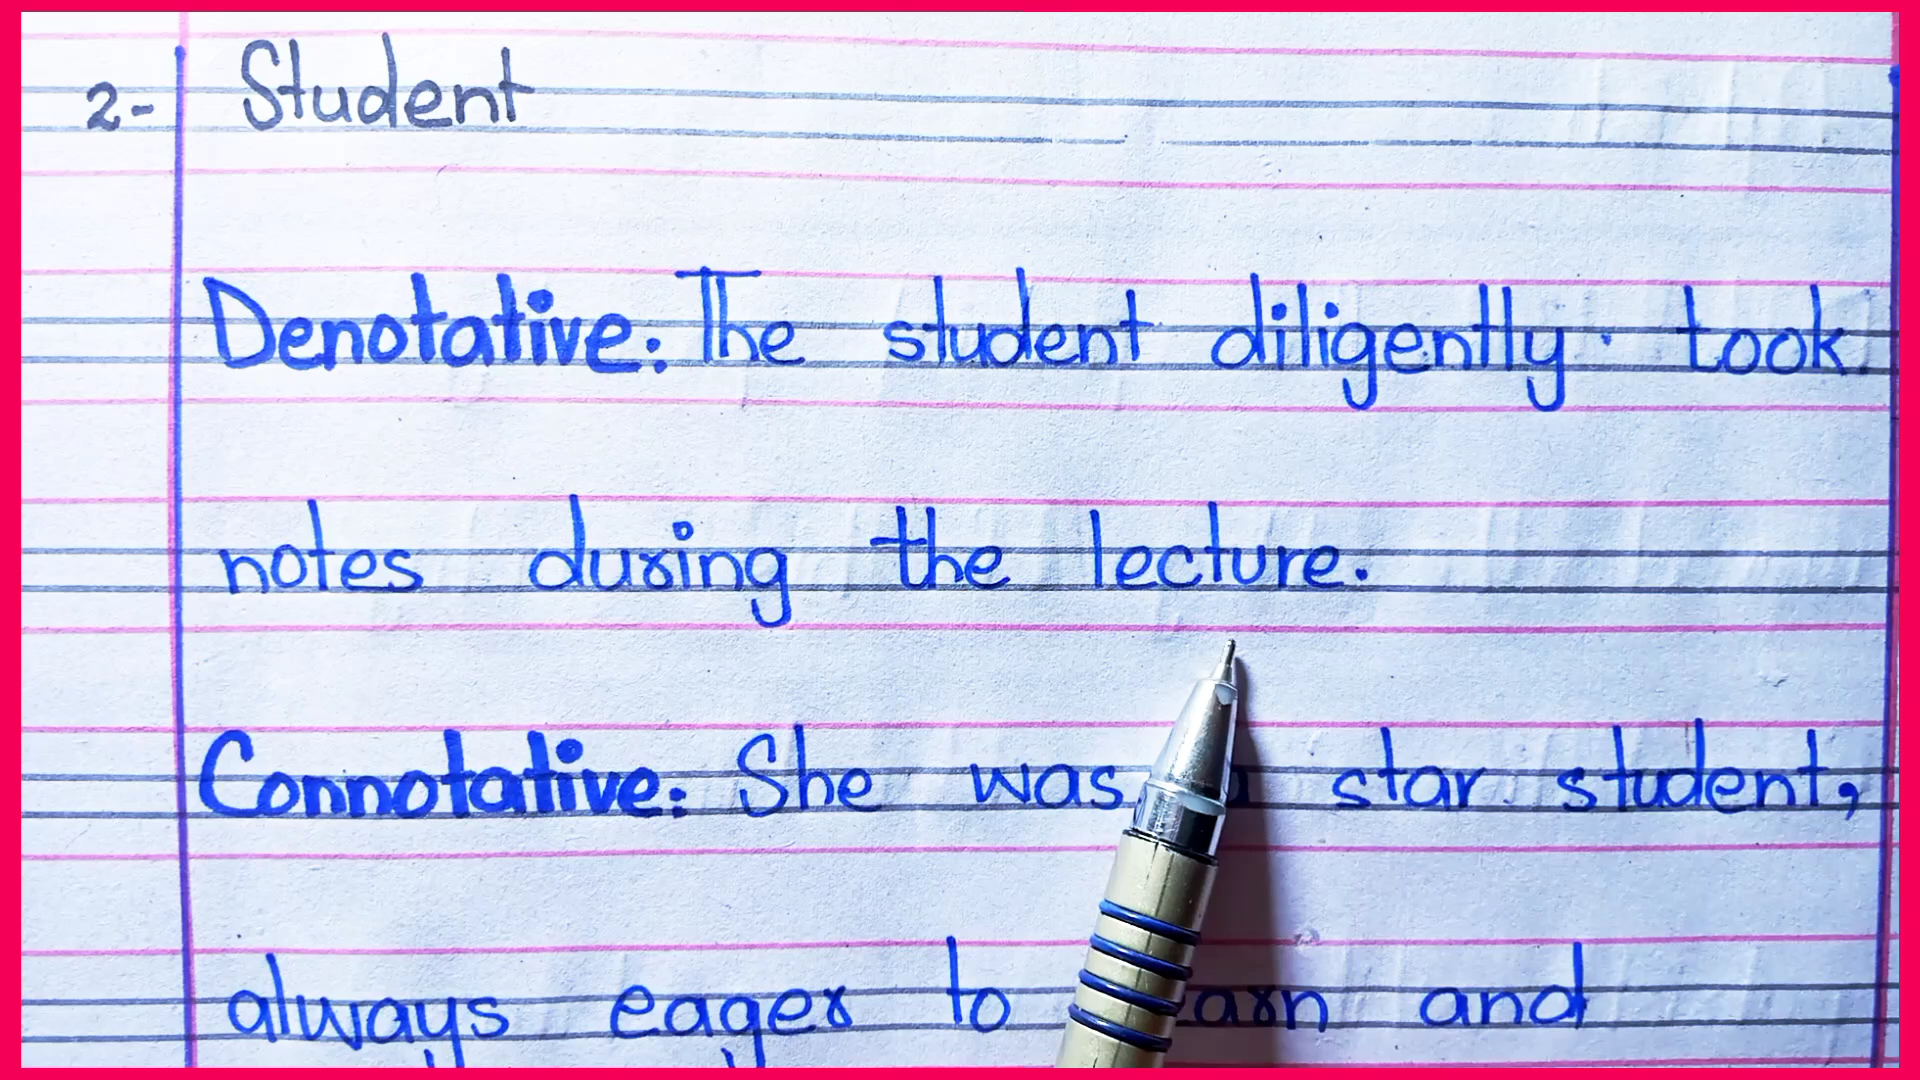 2- Student
Denotative: The student diligently took
notes during the lecture.
Connotative: She was star student,
always eager to and